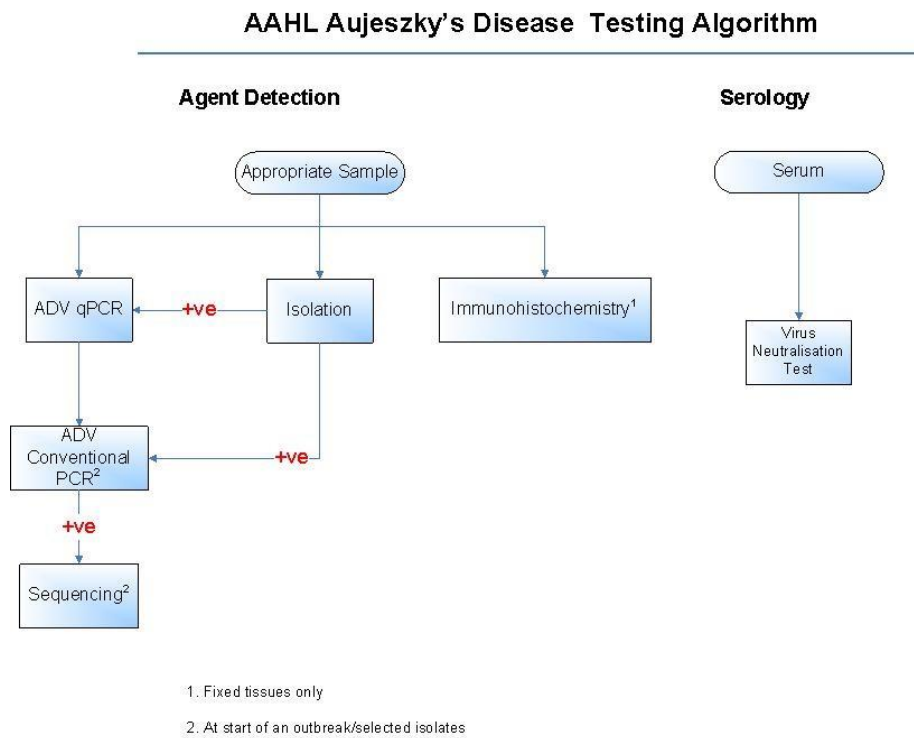 AAHL Aujeszky’s Disease  Testing Algorithm
Agent Detection
Serology
Appropriate Sample
Serum
ADV qPCR
+ve
Isolation
Immunohistochemistry¹
Virus
Neutralisation
Test
ADV
Conventional
PCR²
+ve
+ve
Sequencing²
1. Fixed tissues only
2. At start of an outbreak/selected isolates